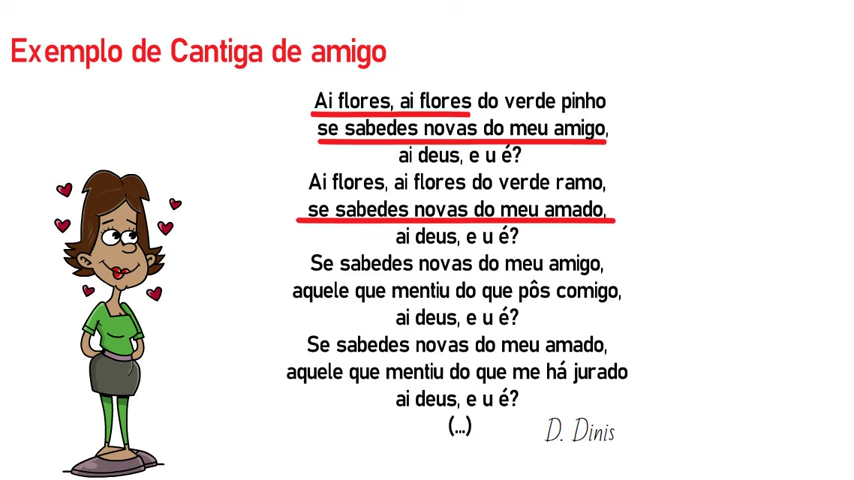 Exemplo de Cantiga de amigo
Ai flores, ai flores do verde pinho
se sabedes novas do meu amigo,
ai deus, e u é?
Ai flores, ai flores do verde ramo,
se sabedes novas do meu amado,
ai deus, e u é?
Se sabedes novas do meu amigo,
aquele que mentiu do que pôs comigo,
ai deus, e u é?
Se sabedes novas do meu amado,
aquele que mentiu do que me há jurado
ai deus, e u é?
(...)
D. Dinis